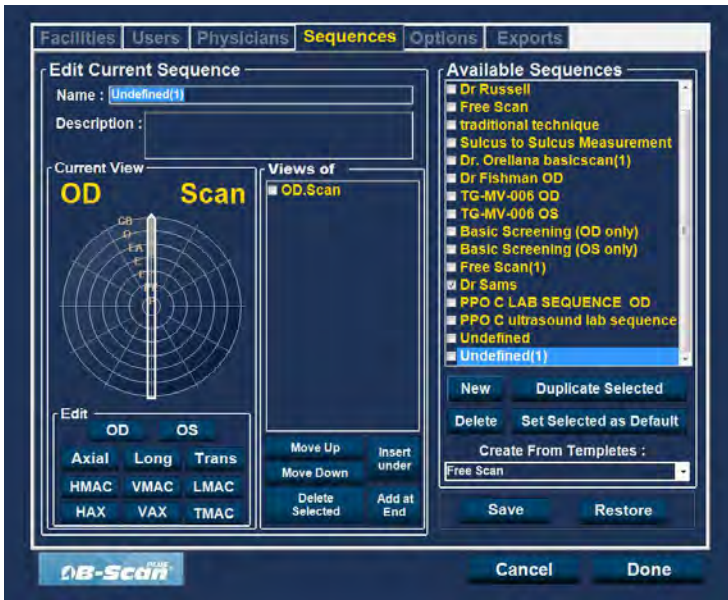 Facilities Users Physicians Sequences Options Exports
Edit Current Sequence
Name : Undefined(1)
Description :
Current View
OD Scan
GB
O
LA
E
C
PE
P
Views of
OD.Scan
Edit
OD OS
Axial Long Trans
HMAC VMAC LMAC
HAX VAX TMAC
Move Up
Move Down
Delete Selected
Insert under
Add at End
Available Sequences
Dr Russell
Free Scan
traditional technique
Sulcus to Sulcus Measurement
Dr. Orellana basicscan(1)
Dr Fishman OD
TG-MV-006 OD
TG-MV-006 OS
Basic Screening (OD only)
Basic Screening (OS only)
Free Scan(1)
Dr Sams
PPO C LAB SEQUENCE OD
PPO C ultrasound lab sequence
Undefined
Undefined(1)
New Duplicate Selected
Delete Set Selected as Default
Create From Templetes :
Free Scan
Save Restore
B-Scan PLUS
Cancel Done